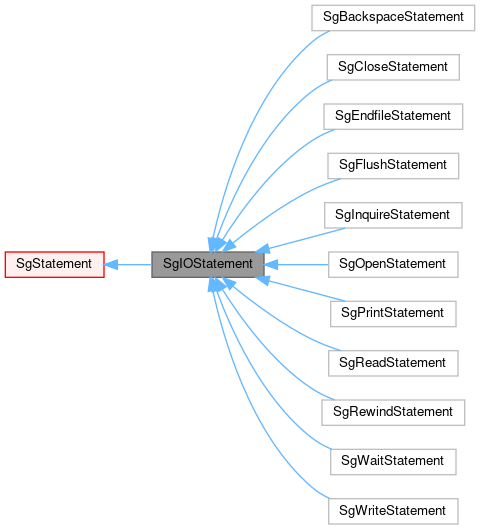 SgBackspaceStatement
SgCloseStatement
SgEndfileStatement
SgFlushStatement
SgInquireStatement
SgStatement
SgIOStatement
SgOpenStatement
SgPrintStatement
SgReadStatement
SgRewindStatement
SgWaitStatement
SgWriteStatement